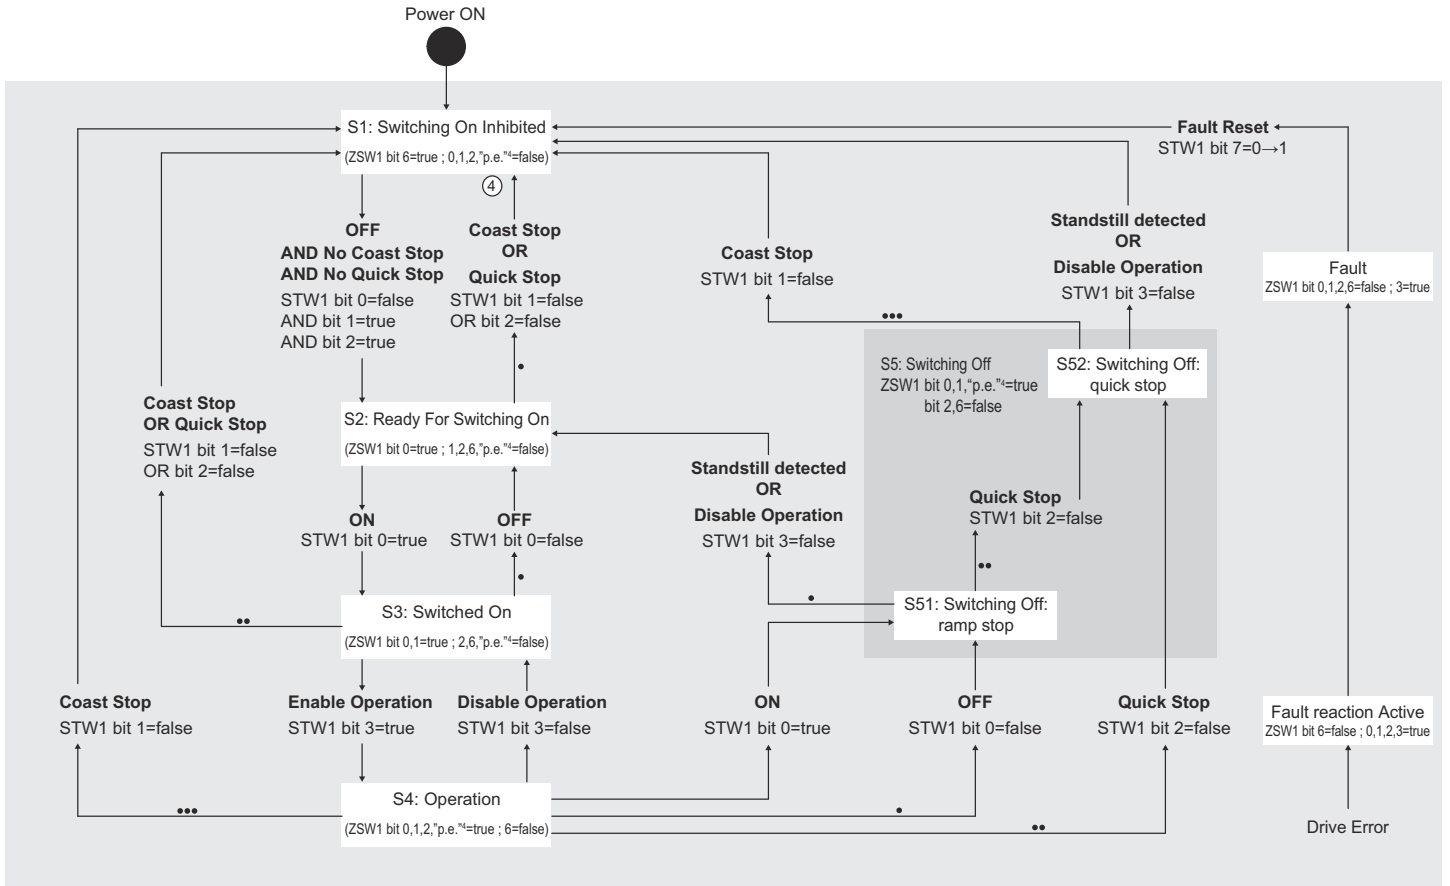 Power ON
S1: Switching On Inhibited
(ZSW1 bit 6=true ; 0,1,2,"p.e."⁴=false)
④
Fault Reset
STW1 bit 7=0→1
OFF
AND No Coast Stop
AND No Quick Stop
STW1 bit 0=false
AND bit 1=true
AND bit 2=true
Coast Stop
OR
Quick Stop
STW1 bit 1=false
OR bit 2=false
Coast Stop
STW1 bit 1=false
Standstill detected
OR
Disable Operation
STW1 bit 3=false
Fault
ZSW1 bit 0,1,2,6=false ; 3=true
S5: Switching Off
ZSW1 bit 0,1,“p.e."⁴=true
bit 2,6=false
S52: Switching Off:
quick stop
Coast Stop
OR Quick Stop
STW1 bit 1=false
OR bit 2=false
S2: Ready For Switching On
(ZSW1 bit 0=true ; 1,2,6,"p.e."⁴=false)
Standstill detected
OR
Disable Operation
STW1 bit 3=false
Quick Stop
STW1 bit 2=false
ON
STW1 bit 0=true
OFF
STW1 bit 0=false
S3: Switched On
(ZSW1 bit 0,1=true ; 2,6,"p.e."⁴=false)
S51: Switching Off:
ramp stop
Coast Stop
STW1 bit 1=false
Enable Operation
STW1 bit 3=true
Disable Operation
STW1 bit 3=false
ON
STW1 bit 0=true
OFF
STW1 bit 0=false
Quick Stop
STW1 bit 2=false
Fault reaction Active
ZSW1 bit 6=false ; 0,1,2,3=true
S4: Operation
(ZSW1 bit 0,1,2,"p.e."⁴=true ; 6=false)
Drive Error